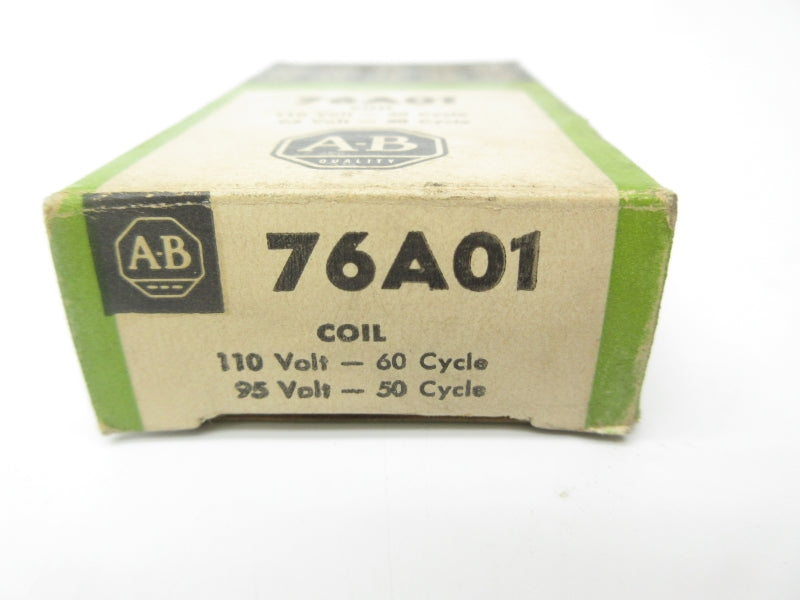 76A01
COIL
110 Volt — 60 Cycle
95 Volt — 50 Cycle
A-B
QUALITY
A-B
76A01
COIL
110 Volt — 60 Cycle
95 Volt — 50 Cycle